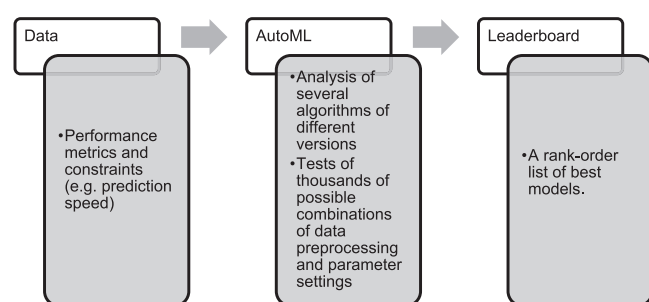 Data
AutoML
Leaderboard
•Performance
metrics and
constraints
(e.g. prediction
speed)
•Analysis of
several
algorithms of
different
versions
•Tests of
thousands of
possible
combinations
of data
preprocessing
and parameter
settings
•A rank-order
list of best
models.